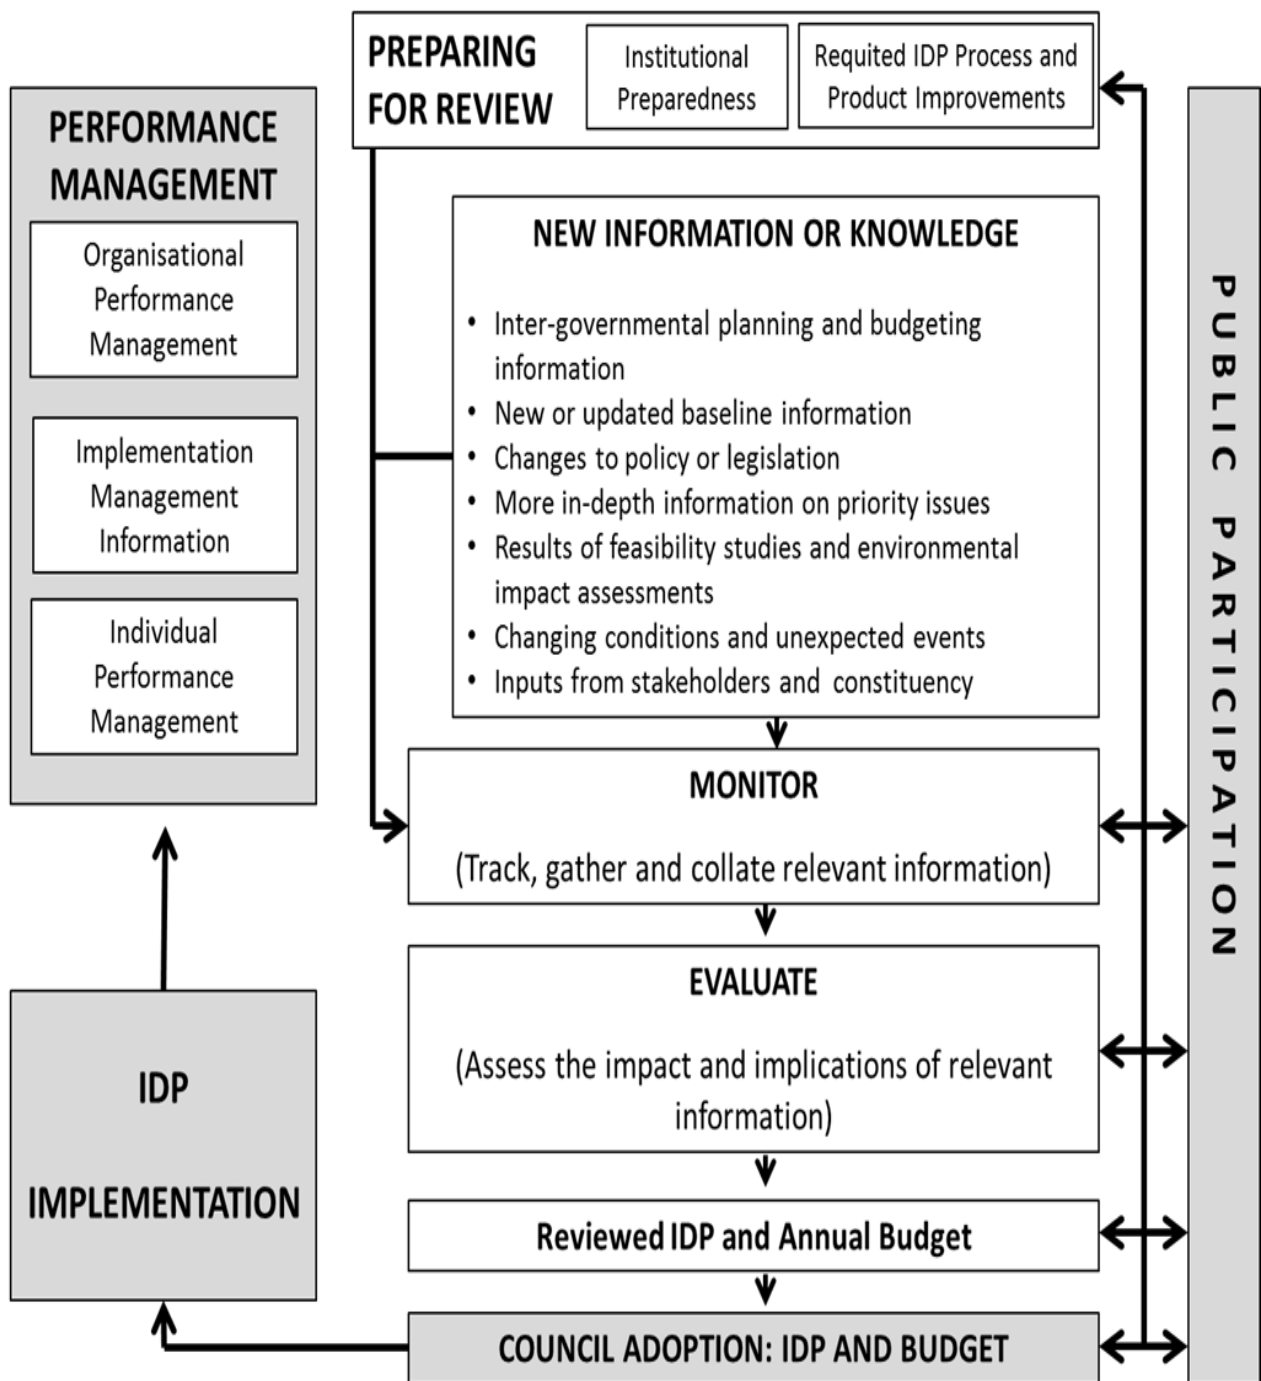 PREPARING
FOR REVIEW
Institutional
Preparedness
Requited IDP Process and
Product Improvements
PERFORMANCE
MANAGEMENT
Organisational
Performance
Management
Implementation
Management
Information
Individual
Performance
Management
NEW INFORMATION OR KNOWLEDGE
• Inter-governmental planning and budgeting
information
• New or updated baseline information
• Changes to policy or legislation
• More in-depth information on priority issues
• Results of feasibility studies and environmental
impact assessments
• Changing conditions and unexpected events
• Inputs from stakeholders and constituency
MONITOR
(Track, gather and collate relevant information)
EVALUATE
(Assess the impact and implications of relevant
information)
Reviewed IDP and Annual Budget
COUNCIL ADOPTION: IDP AND BUDGET
IDP
IMPLEMENTATION
PUBLIC PARTICIPATION